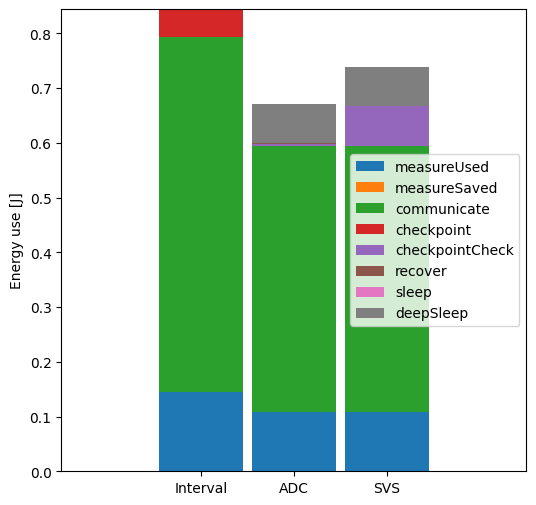 0.8
0.7
0.6
0.5
0.4
0.3
0.2
0.1
0.0
Energy use [J]
measureUsed
measureSaved
communicate
checkpoint
checkpointCheck
recover
sleep
deepSleep
Interval
ADC
SVS